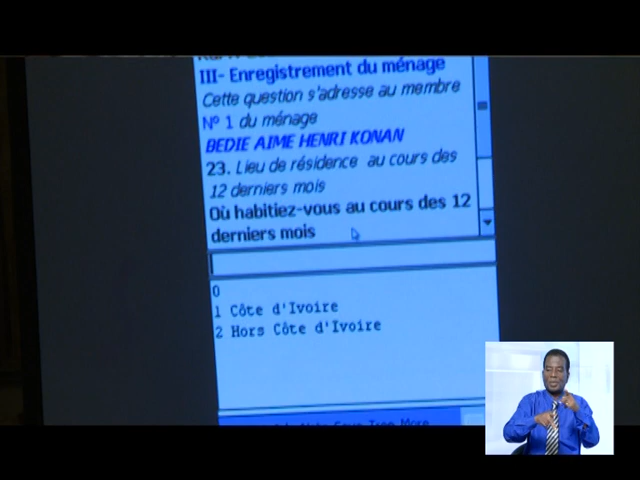 III- Enregistrement du ménage
Cette question s'adresse au membre
Nº 1 du ménage
BEDIE AIME HENRI KONAN
23. Lieu de résidence au cours des
12 derniers mois
Où habitiez-vous au cours des 12
derniers mois
0
1 Côte d'Ivoire
2 Hors Côte d'Ivoire